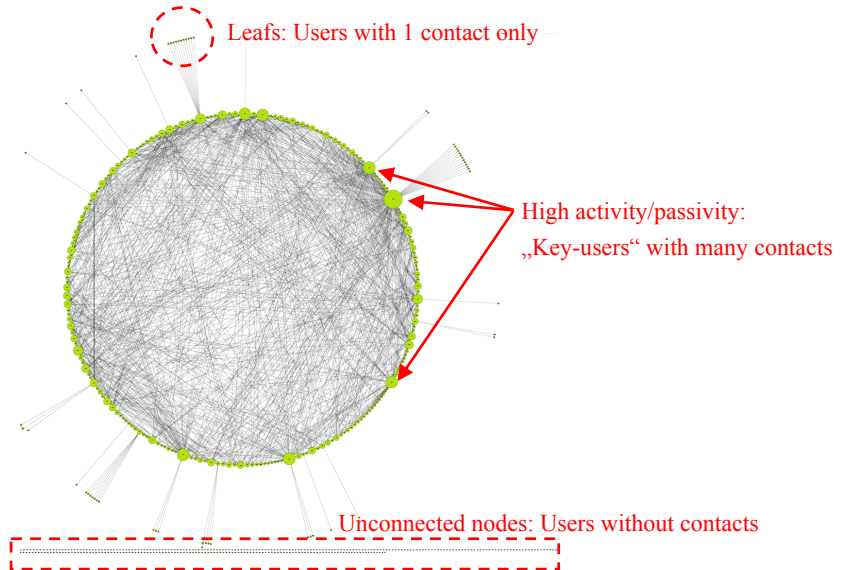 Leafs: Users with 1 contact only
High activity/passivity:
„Key-users“ with many contacts
Unconnected nodes: Users without contacts